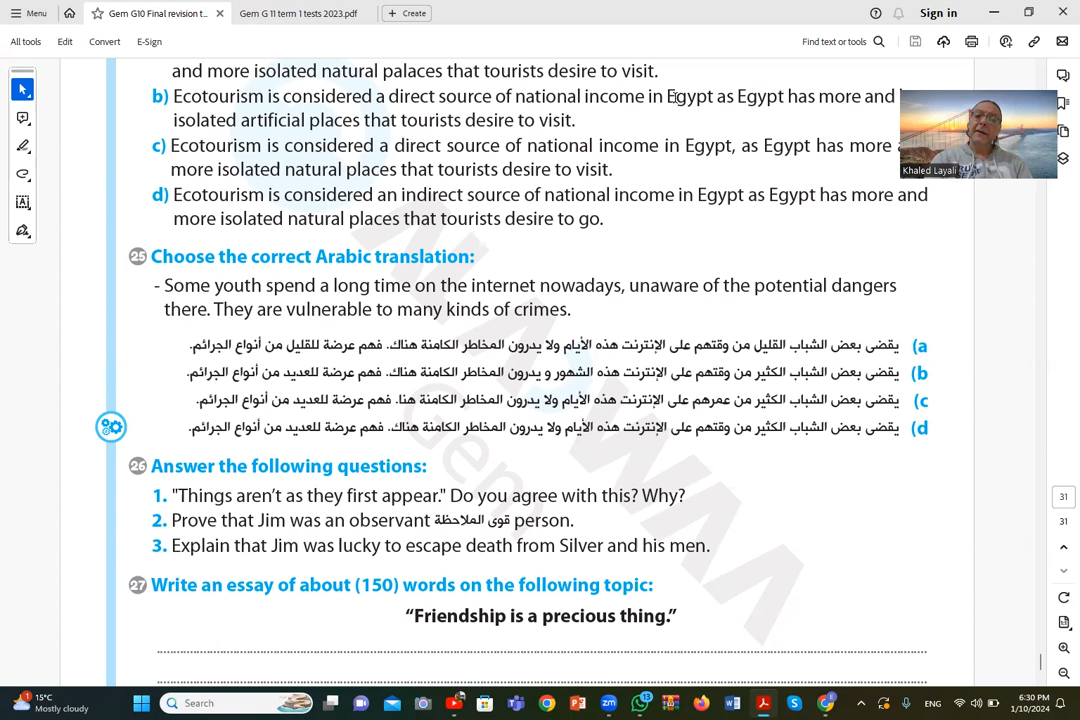 Menu
Gem G10 Final revision t...
Gem G 11 term 1 tests 2023.pdf
Create
Sign in
All tools
Edit
Convert
E-Sign
Find text or tools
and more isolated natural palaces that tourists desire to visit.
b) Ecotourism is considered a direct source of national income in Egypt as Egypt has more and
isolated artificial places that tourists desire to visit.
c) Ecotourism is considered a direct source of national income in Egypt, as Egypt has more
more isolated natural places that tourists desire to visit.
d) Ecotourism is considered an indirect source of national income in Egypt as Egypt has more and
more isolated natural places that tourists desire to go.
Khaled Layali
25 Choose the correct Arabic translation:
- Some youth spend a long time on the internet nowadays, unaware of the potential dangers
there. They are vulnerable to many kinds of crimes.
a) يقضى بعض الشباب القليل من وقتهم على الإنترنت هذه الأيام ولا يدرون المخاطر الكامنة هناك. فهم عرضة للقليل من أنواع الجرائم.
b) يقضى بعض الشباب الكثير من وقتهم على الإنترنت هذه الشهور و يدرون المخاطر الكامنة هناك. فهم عرضة للعديد من أنواع الجرائم.
c) يقضى بعض الشباب الكثير من عمرهم على الإنترنت هذه الأيام ولا يدرون المخاطر الكامنة هنا. فهم عرضة للعديد من أنواع الجرائم.
d) يقضى بعض الشباب الكثير من وقتهم على الإنترنت هذه الأيام ولا يدرون المخاطر الكامنة هناك. فهم عرضة للعديد من أنواع الجرائم.
26 Answer the following questions:
1. "Things aren't as they first appear." Do you agree with this? Why?
2. Prove that Jim was an observant قوى الملاحظة person.
3. Explain that Jim was lucky to escape death from Silver and his men.
27 Write an essay of about (150) words on the following topic:
“Friendship is a precious thing.”
ALAWAA
Gem
31
31
15°C
Mostly cloudy
Search
ENG
6:30 PM
1/10/2024